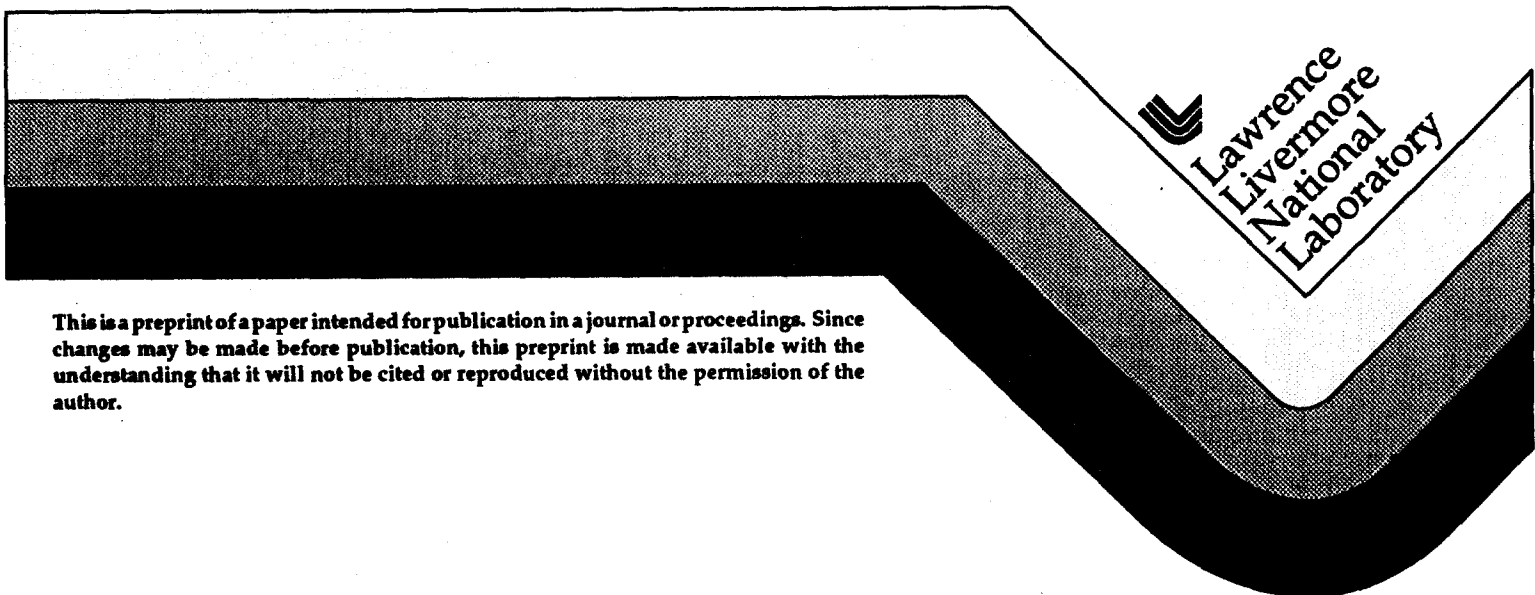 Lawrence
Livermore
National
Laboratory
This is a preprint of a paper intended for publication in a journal or proceedings. Since
changes may be made before publication, this preprint is made available with the
understanding that it will not be cited or reproduced without the permission of the
author.